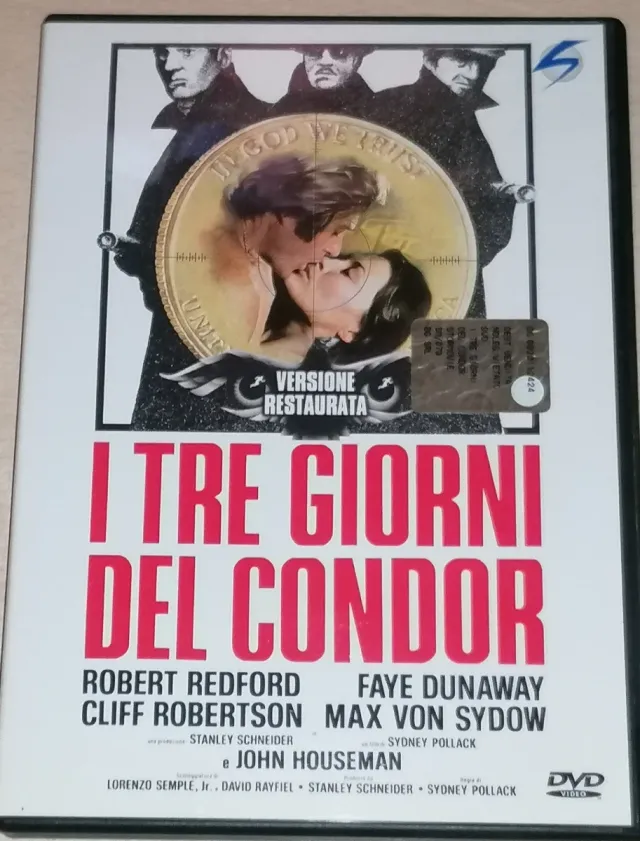 IN GOD WE TRUST
VERSIONE
RESTAURATA
I TRE GIORNI
DEL CONDOR
ROBERT REDFORD FAYE DUNAWAY
CLIFF ROBERTSON MAX VON SYDOW
STANLEY SCHNEIDER SYDNEY POLLACK
e JOHN HOUSEMAN
LORENZO SEMPLE, Jr., DAVID RAYFIEL • STANLEY SCHNEIDER • SYDNEY POLLACK
DVD
VIDEO